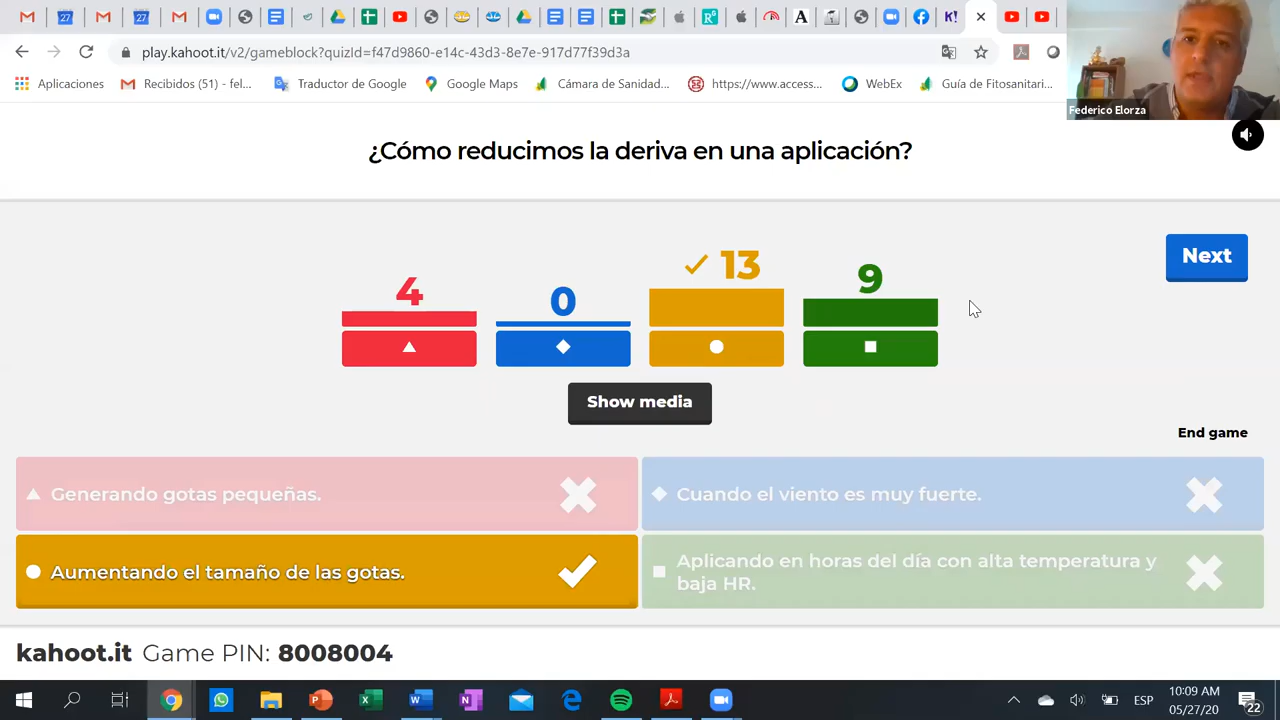 play.kahoot.it/v2/gameblock?quizId=f47d9860-e14c-43d3-8e7e-917d77f39d3a
Aplicaciones
Recibidos (51) - fel...
Traductor de Google
Google Maps
Cámara de Sanidad...
https://www.access...
WebEx
Guía de Fitosanitari...
Federico Elorza
¿Cómo reducimos la deriva en una aplicación?
Next
4
0
13
9
Show media
End game
Generando gotas pequeñas.
Cuando el viento es muy fuerte.
Aumentando el tamaño de las gotas.
Aplicando en horas del día con alta temperatura y
baja HR.
kahoot.it Game PIN: 8008004
ESP
10:09 AM
05/27/20
22